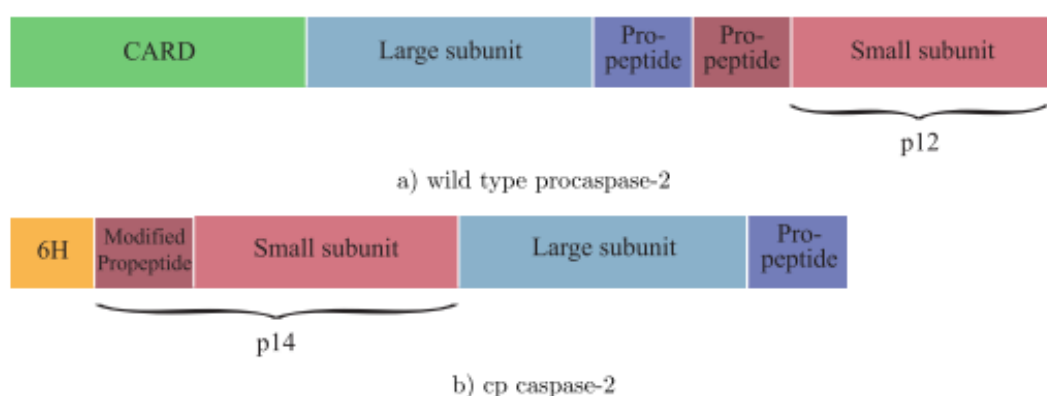 CARD
Large subunit
Pro-
peptide
Pro-
peptide
Small subunit
p12
a) wild type procaspase-2
6H
Modified
Propeptide
Small subunit
Large subunit
Pro-
peptide
p14
b) cp caspase-2